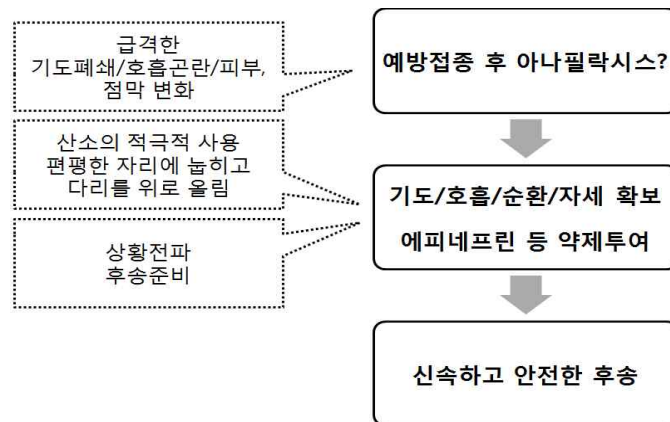 급격한
기도폐쇄/호흡곤란/피부,
점막 변화
예방접종 후 아나필락시스?
산소의 적극적 사용
편평한 자리에 눕히고
다리를 위로 올림
기도/호흡/순환/자세 확보
에피네프린 등 약제투여
상황전파
후송준비
신속하고 안전한 후송